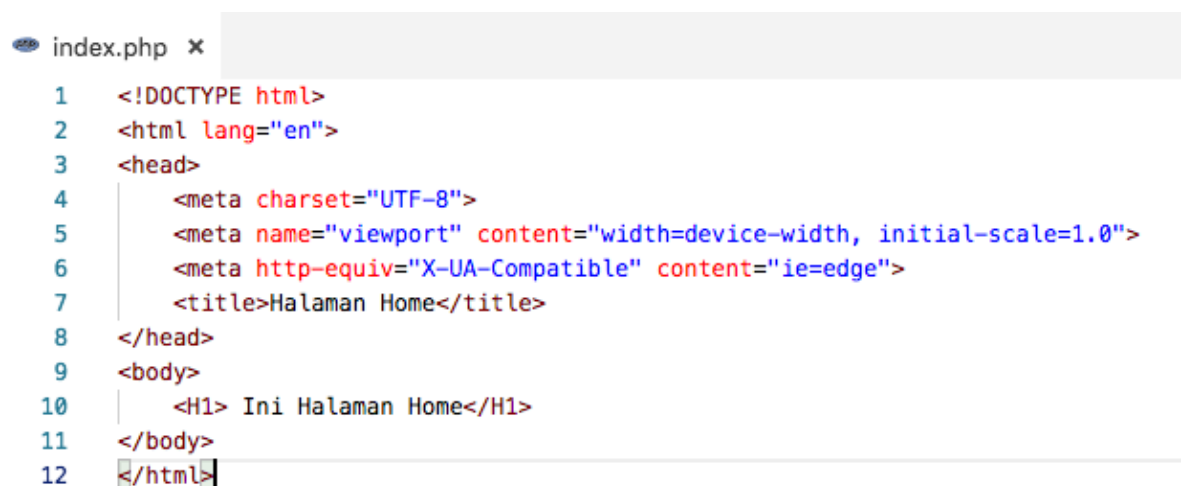 php index.php ×
1 <!DOCTYPE html>
2 <html lang="en">
3 <head>
4 <meta charset="UTF-8">
5 <meta name="viewport" content="width=device-width, initial-scale=1.0">
6 <meta http-equiv="X-UA-Compatible" content="ie=edge">
7 <title>Halaman Home</title>
8 </head>
9 <body>
10 <H1> Ini Halaman Home</H1>
11 </body>
12 </html>